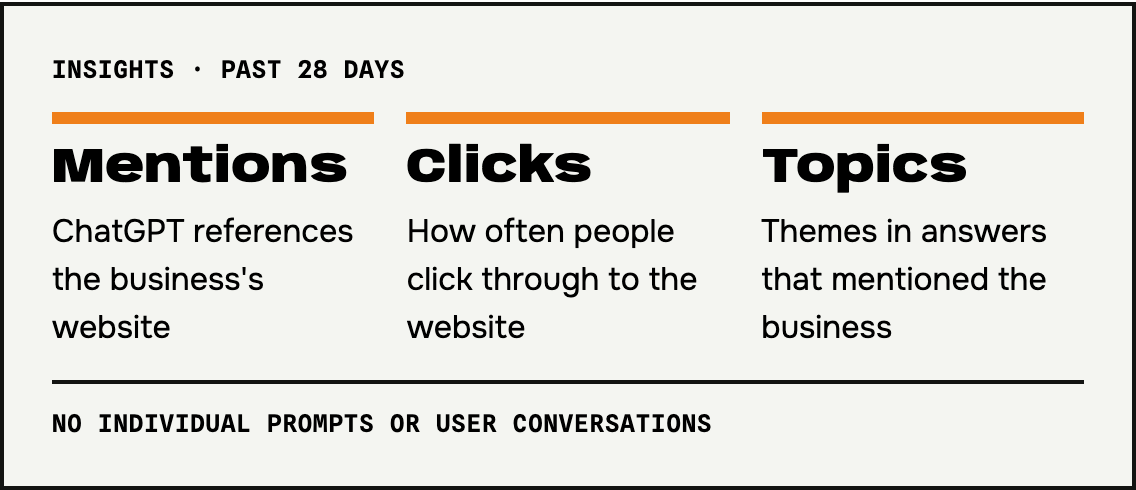 INSIGHTS · PAST 28 DAYS
Mentions
ChatGPT references
the business's
website
Clicks
How often people
click through to the
website
Topics
Themes in answers
that mentioned the
business
NO INDIVIDUAL PROMPTS OR USER CONVERSATIONS